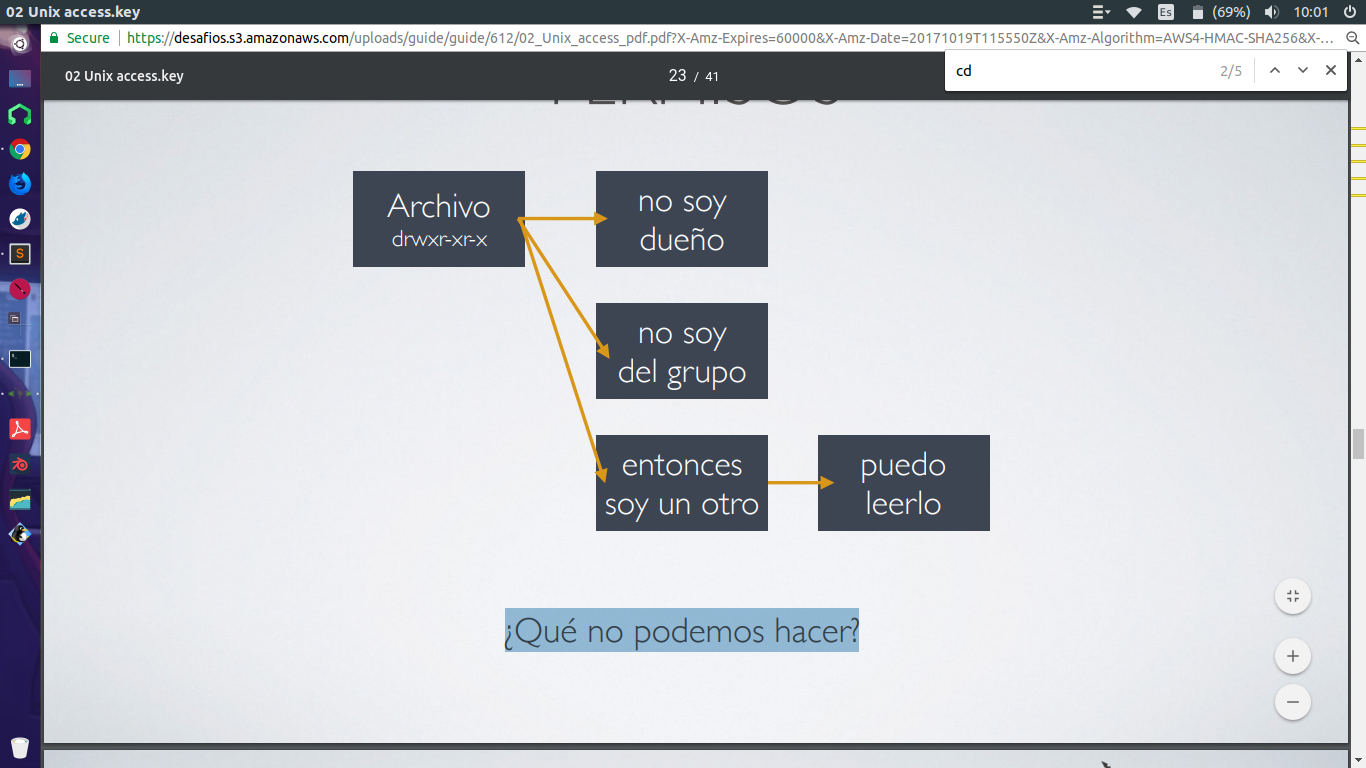 02 Unix access.key
Es
(69%)
10:01
Secure
https://desafios.s3.amazonaws.com/uploads/guide/guide/612/02_Unix_access_pdf.pdf?X-Amz-Expires=60000&X-Amz-Date=20171019T115550Z&X-Amz-Algorithm=AWS4-HMAC-SHA256&X-...
02 Unix access.key
23 / 41
cd
2/5
Archivo
drwxr-xr-x
no soy
dueño
no soy
del grupo
entonces
soy un otro
puedo
leerlo
¿Qué no podemos hacer?